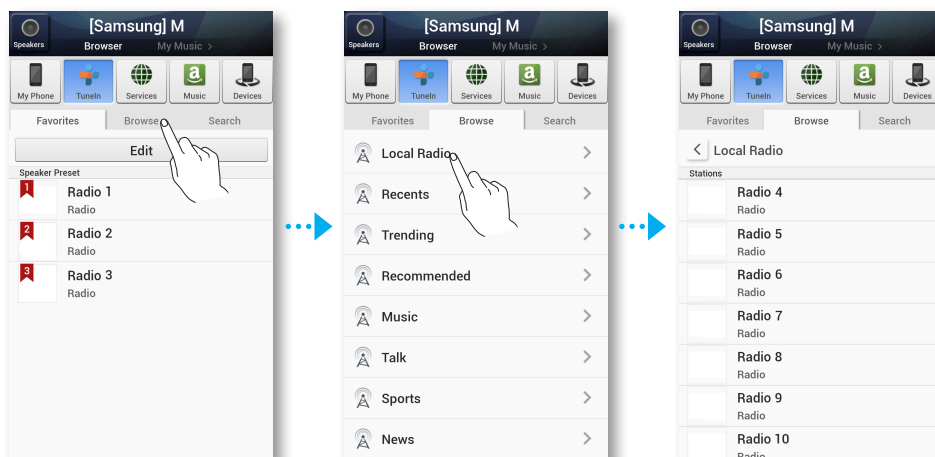 [Samsung] M
Speakers
Browser My Music >
My Phone TuneIn Services Music Devices
Favorites Browse Search
Edit
Speaker Preset
1 Radio 1
Radio
2 Radio 2
Radio
3 Radio 3
Radio
[Samsung] M
Speakers
Browser My Music >
My Phone TuneIn Services Music Devices
Favorites Browse Search
Local Radio
Recents
Trending
Recommended
Music
Talk
Sports
News
[Samsung] M
Speakers
Browser My Music >
My Phone TuneIn Services Music Devices
Favorites Browse Search
< Local Radio
Stations
Radio 4
Radio
Radio 5
Radio
Radio 6
Radio
Radio 7
Radio
Radio 8
Radio
Radio 9
Radio
Radio 10
Radio